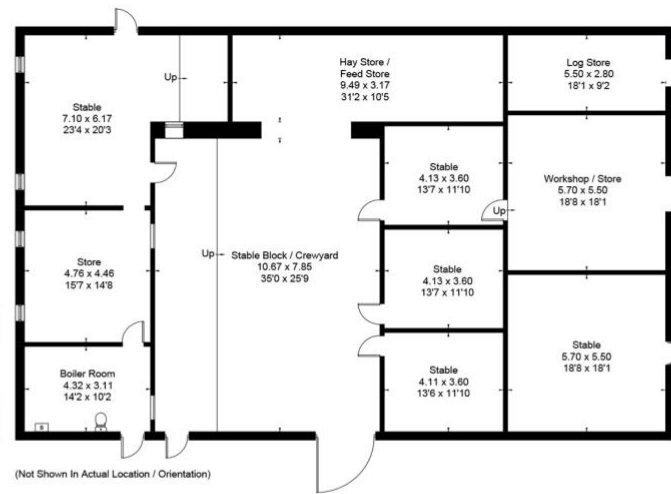 Stable
7.10 x 6.17
23'4 x 20'3
Up
Hay Store /
Feed Store
9.49 x 3.17
31'2 x 10'5
Log Store
5.50 x 2.80
18'1 x 9'2
Stable
4.13 x 3.60
13'7 x 11'10
Up
Workshop / Store
5.70 x 5.50
18'8 x 18'1
Store
4.76 x 4.46
15'7 x 14'8
Up
Stable Block / Crewyard
10.67 x 7.85
35'0 x 25'9
Stable
4.13 x 3.60
13'7 x 11'10
Boiler Room
4.32 x 3.11
14'2 x 10'2
Stable
4.11 x 3.60
13'6 x 11'10
Stable
5.70 x 5.50
18'8 x 18'1
(Not Shown In Actual Location / Orientation)